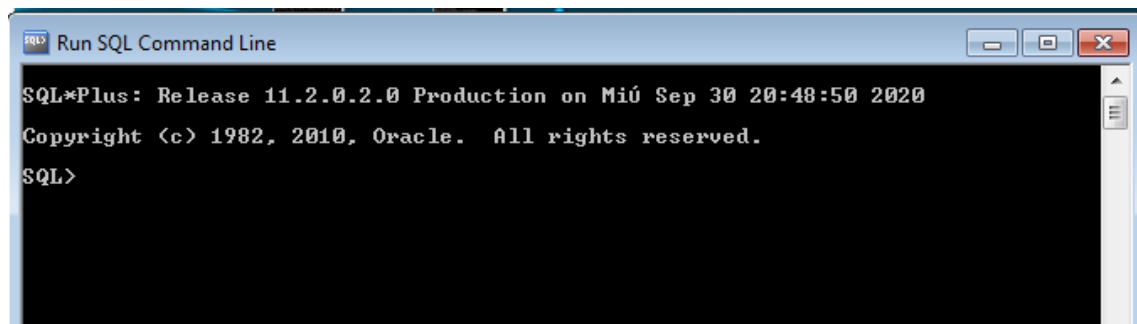 Run SQL Command Line
SQL*Plus: Release 11.2.0.2.0 Production on Miú Sep 30 20:48:50 2020
Copyright (c) 1982, 2010, Oracle.  All rights reserved.
SQL>